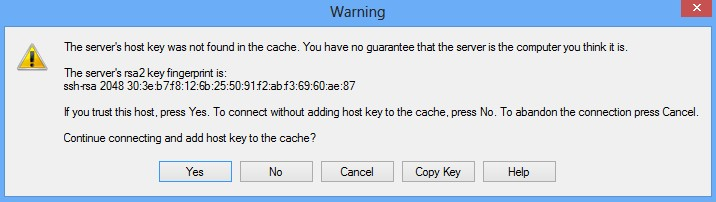 Warning
The server's host key was not found in the cache. You have no guarantee that the server is the computer you think it is.
The server's rsa2 key fingerprint is:
ssh-rsa 2048 30:3e:b7:f8:12:6b:25:50:91:f2:ab:f3:69:60:ae:87
If you trust this host, press Yes. To connect without adding host key to the cache, press No. To abandon the connection press Cancel.
Continue connecting and add host key to the cache?
Yes No Cancel Copy Key Help